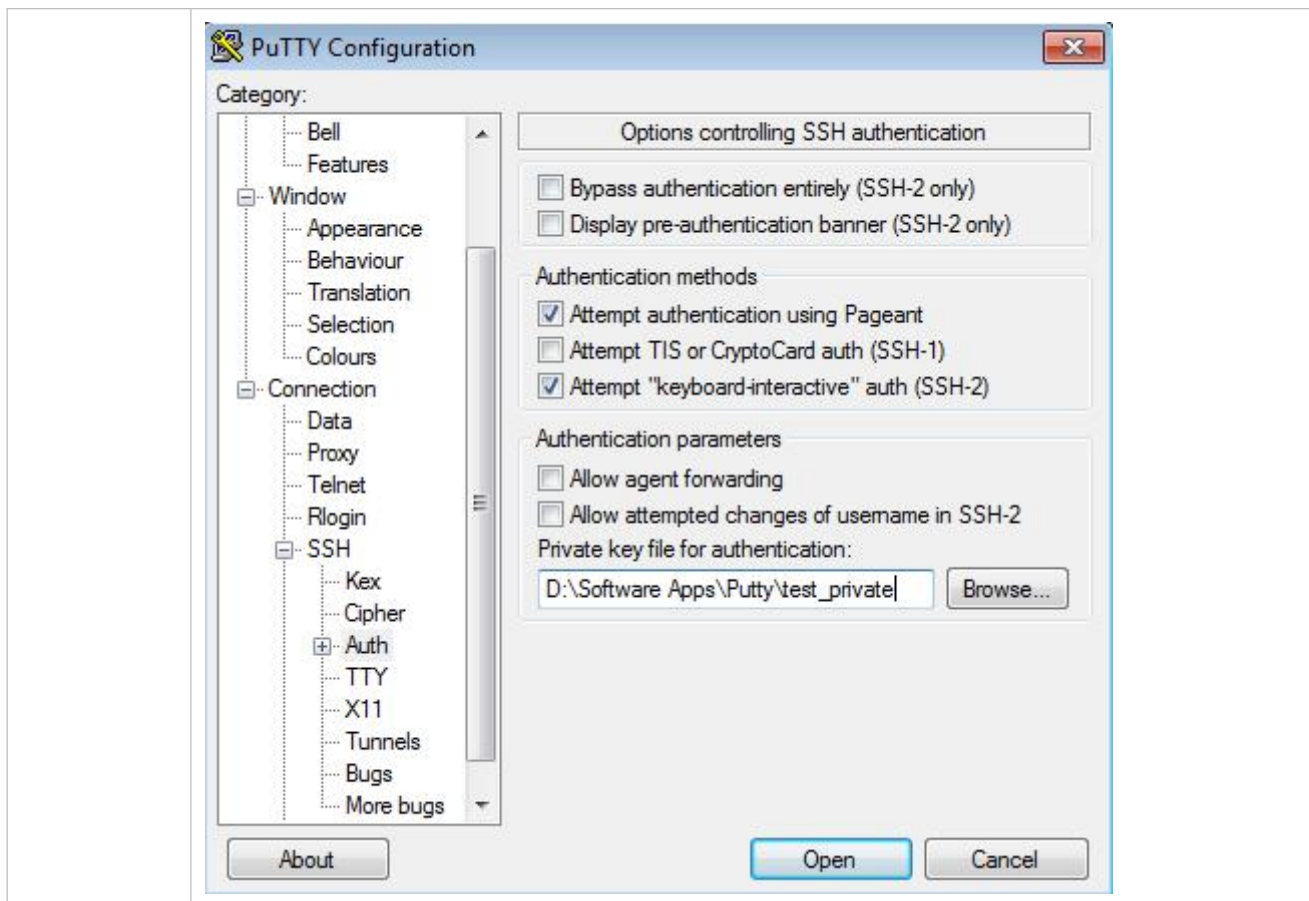 PuTTY Configuration
Category:
Bell
Features
Window
Appearance
Behaviour
Translation
Selection
Colours
Connection
Data
Proxy
Telnet
Rlogin
SSH
Kex
Cipher
Auth
TTY
X11
Tunnels
Bugs
More bugs
Options controlling SSH authentication
Bypass authentication entirely (SSH-2 only)
Display pre-authentication banner (SSH-2 only)
Authentication methods
Attempt authentication using Pageant
Attempt TIS or CryptoCard auth (SSH-1)
Attempt "keyboard-interactive" auth (SSH-2)
Authentication parameters
Allow agent forwarding
Allow attempted changes of username in SSH-2
Private key file for authentication:
D:\Software Apps\Putty\test_private
Browse...
About
Open
Cancel